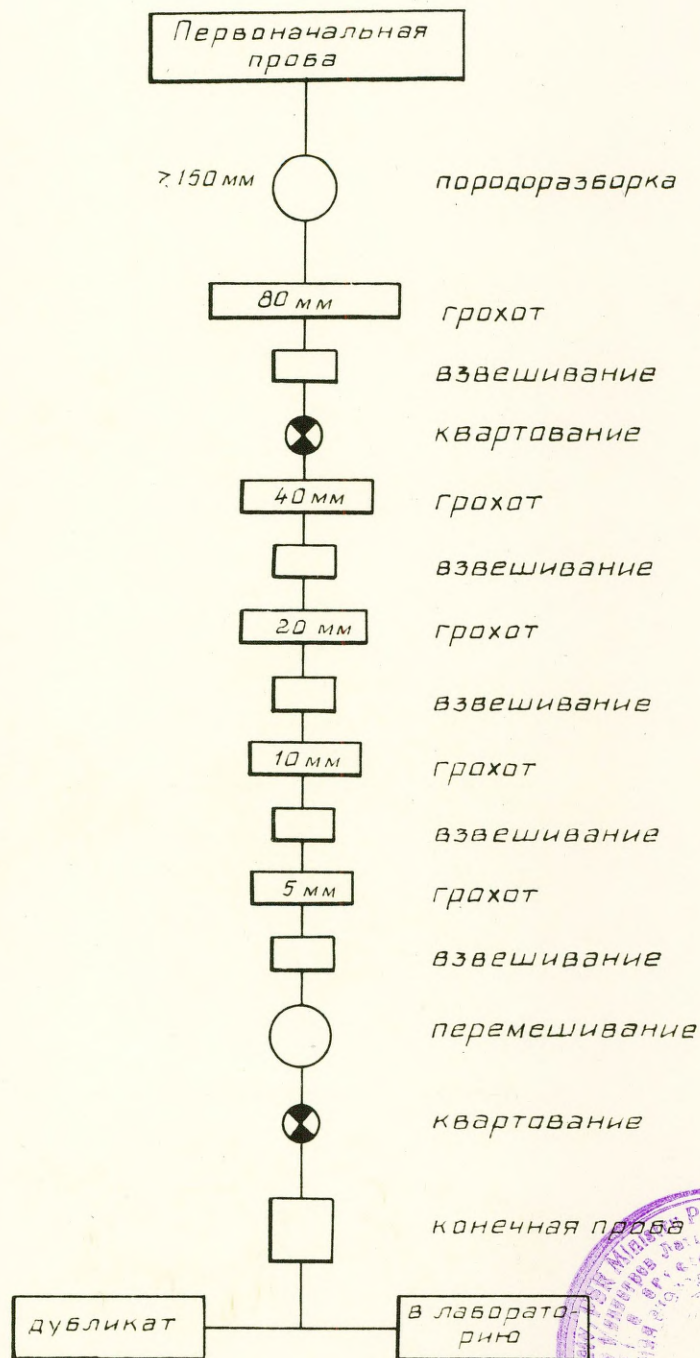 Первоначальная
проба
≥150 мм породоразборка
80 мм грохот
взвешивание
квартование
40 мм грохот
взвешивание
20 мм грохот
взвешивание
10 мм грохот
взвешивание
5 мм грохот
взвешивание
перемешивание
квартование
конечная проба
дубликат
в лаборато-
рию
Ministry